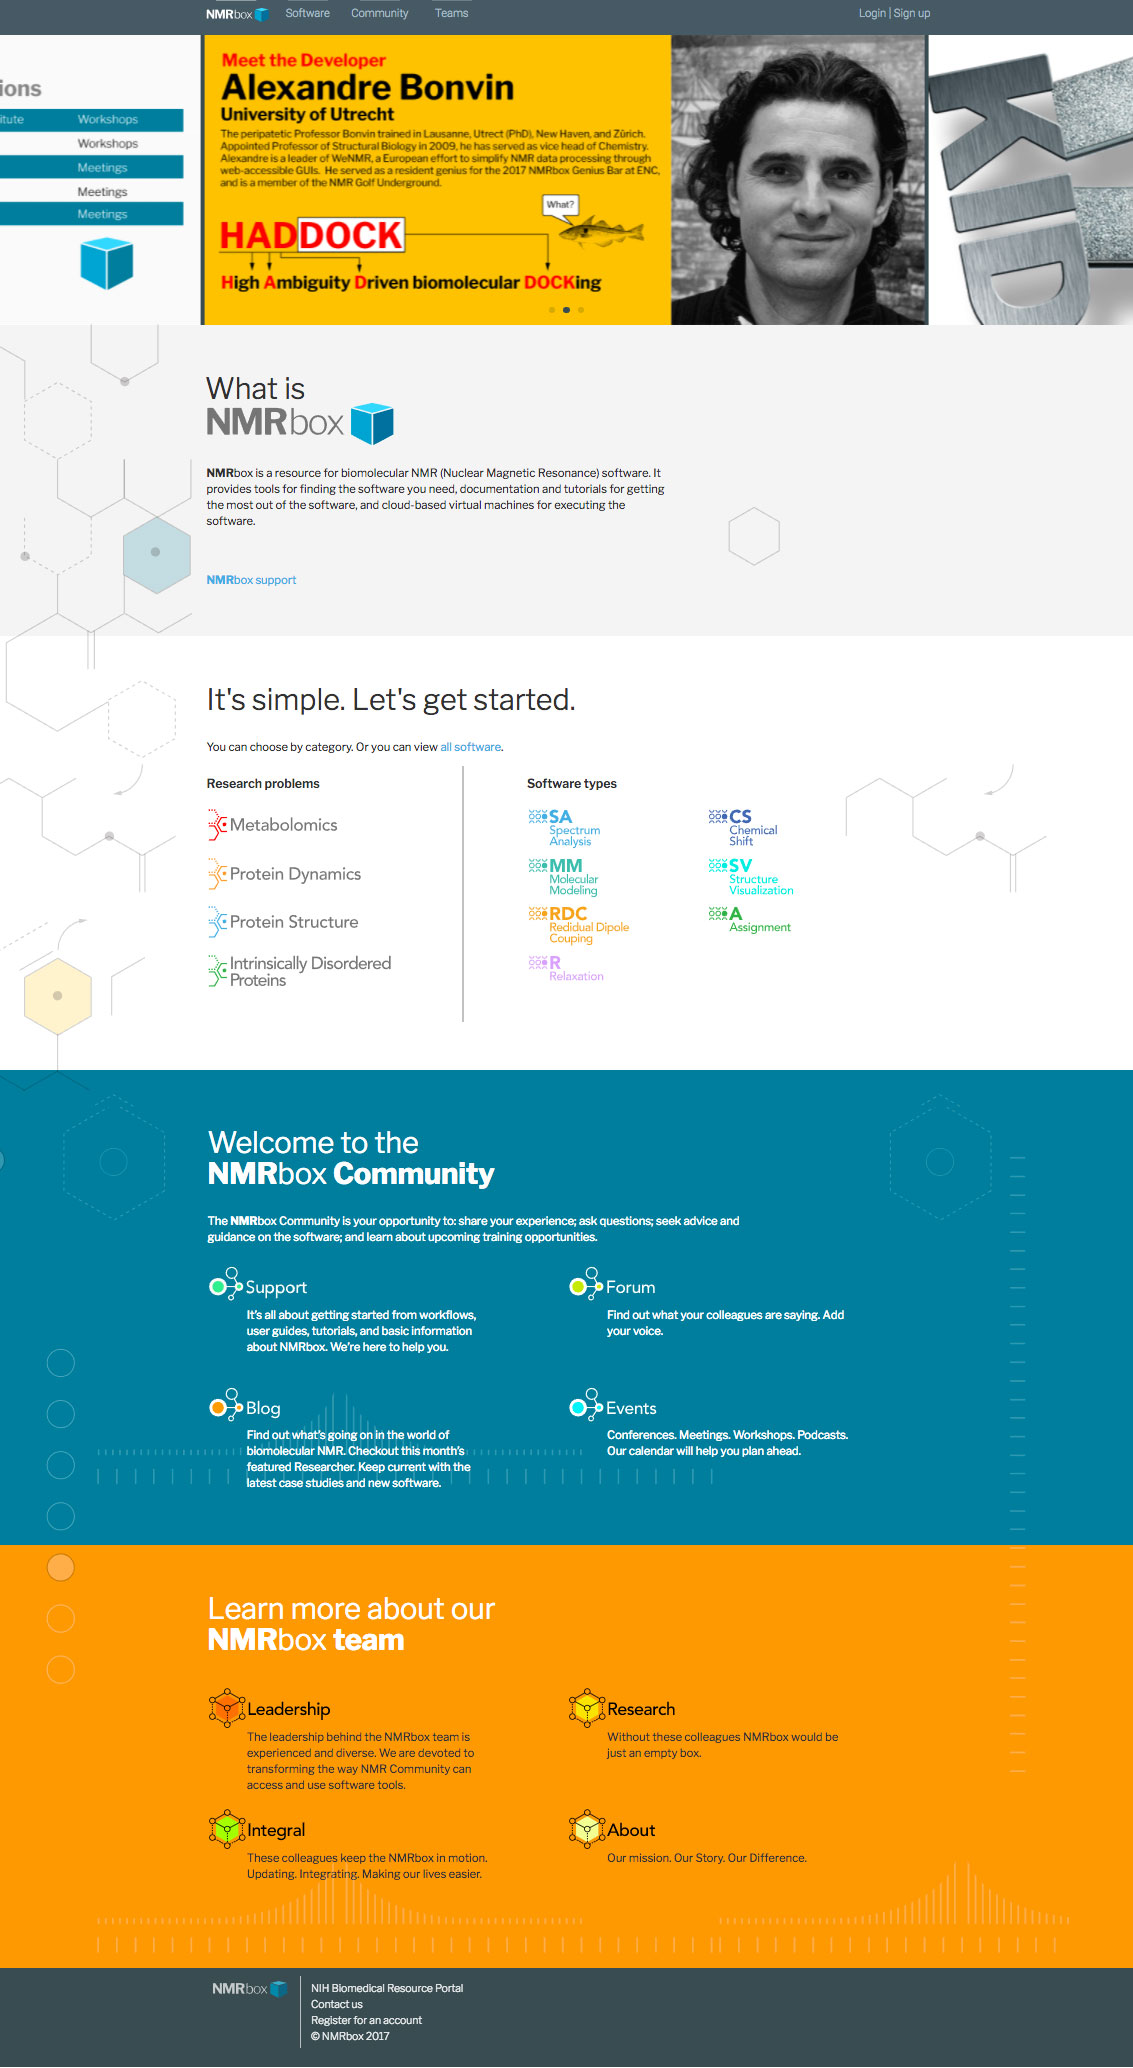 NMRbox
Software
Community
Teams
Login | Sign up
ions
itute
Workshops
Workshops
Meetings
Meetings
Meetings
Meet the Developer
Alexandre Bonvin
University of Utrecht
The peripatetic Professor Bonvin trained in Lausanne, Utrect (PhD), New Haven, and Zürich.
Appointed Professor of Structural Biology in 2009, he has served as vice head of Chemistry.
Alexandre is a leader of WeNMR, a European effort to simplify NMR data processing through
web-accessible GUIs. He served as a resident genius for the 2017 NMRbox Genius Bar at ENC,
and is a member of the NMR Golf Underground.
What?
HADDOCK
High Ambiguity Driven biomolecular DOCKing
K
D
What is
NMRbox
NMRbox is a resource for biomolecular NMR (Nuclear Magnetic Resonance) software. It
provides tools for finding the software you need, documentation and tutorials for getting
the most out of the software, and cloud-based virtual machines for executing the
software.
NMRbox support
It's simple. Let's get started.
You can choose by category. Or you can view all software.
Research problems
Metabolomics
Protein Dynamics
Protein Structure
Intrinsically Disordered
Proteins
Software types
SA
Spectrum
Analysis
CS
Chemical
Shift
MM
Molecular
Modeling
SV
Structure
Visualization
RDC
Redidual Dipole
Couping
A
Assignment
R
Relaxation
Welcome to the
NMRbox Community
The NMRbox Community is your opportunity to: share your experience; ask questions; seek advice and
guidance on the software; and learn about upcoming training opportunities.
Support
It's all about getting started from workflows,
user guides, tutorials, and basic information
about NMRbox. We're here to help you.
Forum
Find out what your colleagues are saying. Add
your voice.
Blog
Find out what's going on in the world of
biomolecular NMR. Checkout this month's
featured Researcher. Keep current with the
latest case studies and new software.
Events
Conferences. Meetings. Workshops. Podcasts.
Our calendar will help you plan ahead.
Learn more about our
NMRbox team
Leadership
The leadership behind the NMRbox team is
experienced and diverse. We are devoted to
transforming the way NMR Community can
access and use software tools.
Research
Without these colleagues NMRbox would be
just an empty box.
Integral
These colleagues keep the NMRbox in motion.
Updating. Integrating. Making our lives easier.
About
Our mission. Our Story. Our Difference.
NMRbox
NIH Biomedical Resource Portal
Contact us
Register for an account
© NMRbox 2017